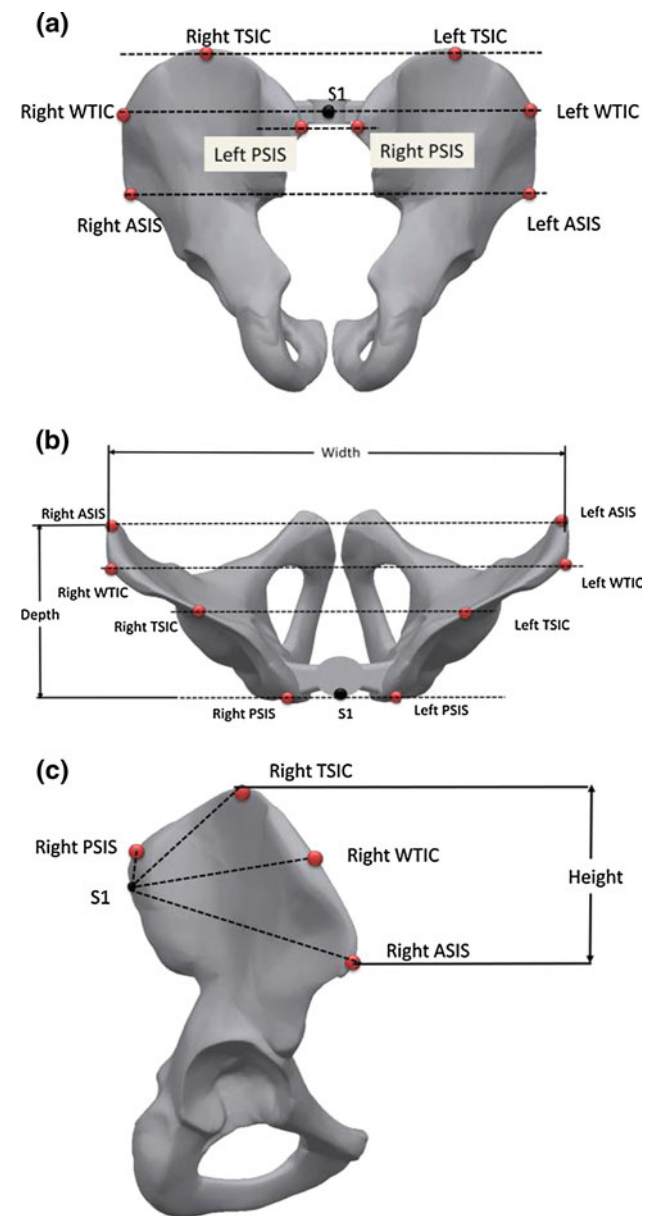 (a)
Right TSIC
Left TSIC
S1
Right WTIC
Left WTIC
Left PSIS
Right PSIS
Right ASIS
Left ASIS
(b)
Width
Right ASIS
Left ASIS
Right WTIC
Left WTIC
Depth
Right TSIC
Left TSIC
Right PSIS
S1
Left PSIS
(c)
Right TSIC
Right PSIS
Right WTIC
S1
Height
Right ASIS